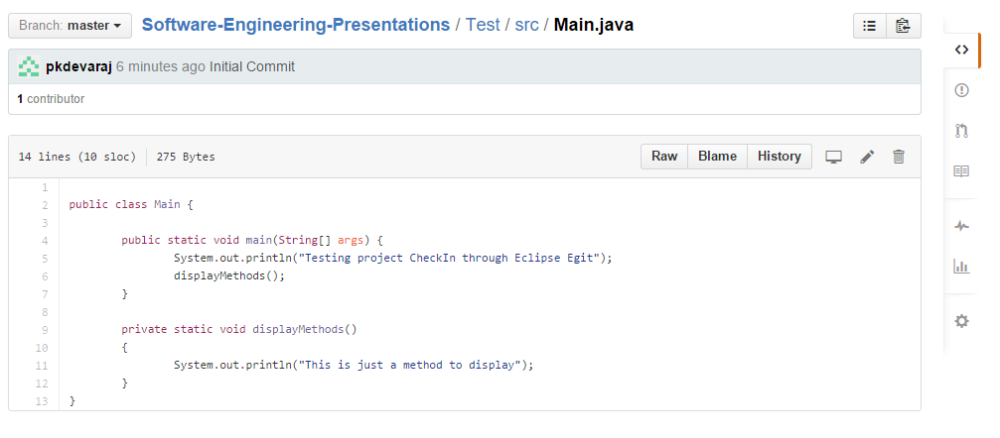 Branch: master Software-Engineering-Presentations / Test / src / Main.java
pkdevaraj 6 minutes ago Initial Commit
1 contributor
14 lines (10 sloc) 275 Bytes Raw Blame History
1
2 public class Main {
3
4 public static void main(String[] args) {
5 System.out.println("Testing project CheckIn through Eclipse Egit");
6 displayMethods();
7 }
8
9 private static void displayMethods()
10 {
11 System.out.println("This is just a method to display");
12 }
13 }